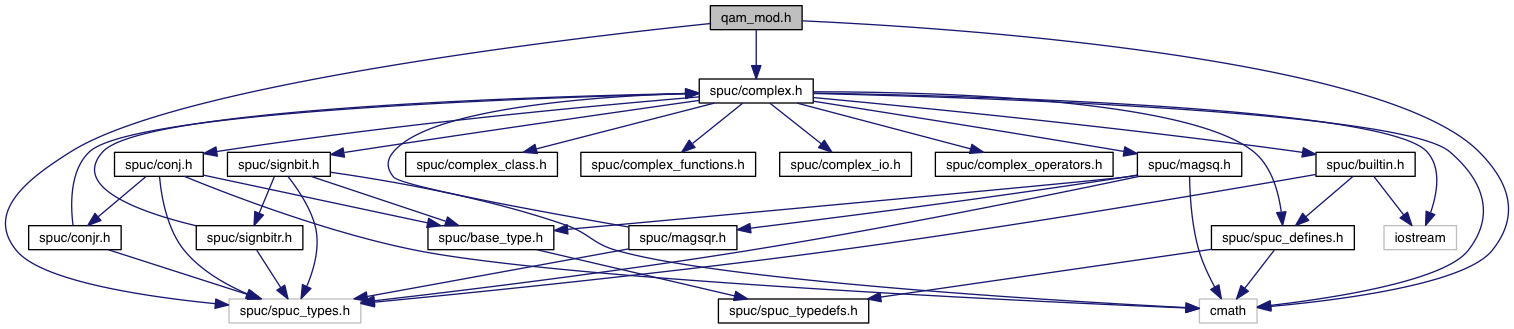 qam_mod.h
spuc/complex.h
spuc/conj.h
spuc/signbit.h
spuc/complex_class.h
spuc/complex_functions.h
spuc/complex_io.h
spuc/complex_operators.h
spuc/magsq.h
spuc/builtin.h
spuc/conjr.h
spuc/signbitr.h
spuc/base_type.h
spuc/magsqr.h
spuc/spuc_defines.h
iostream
spuc/spuc_types.h
spuc/spuc_typedefs.h
cmath